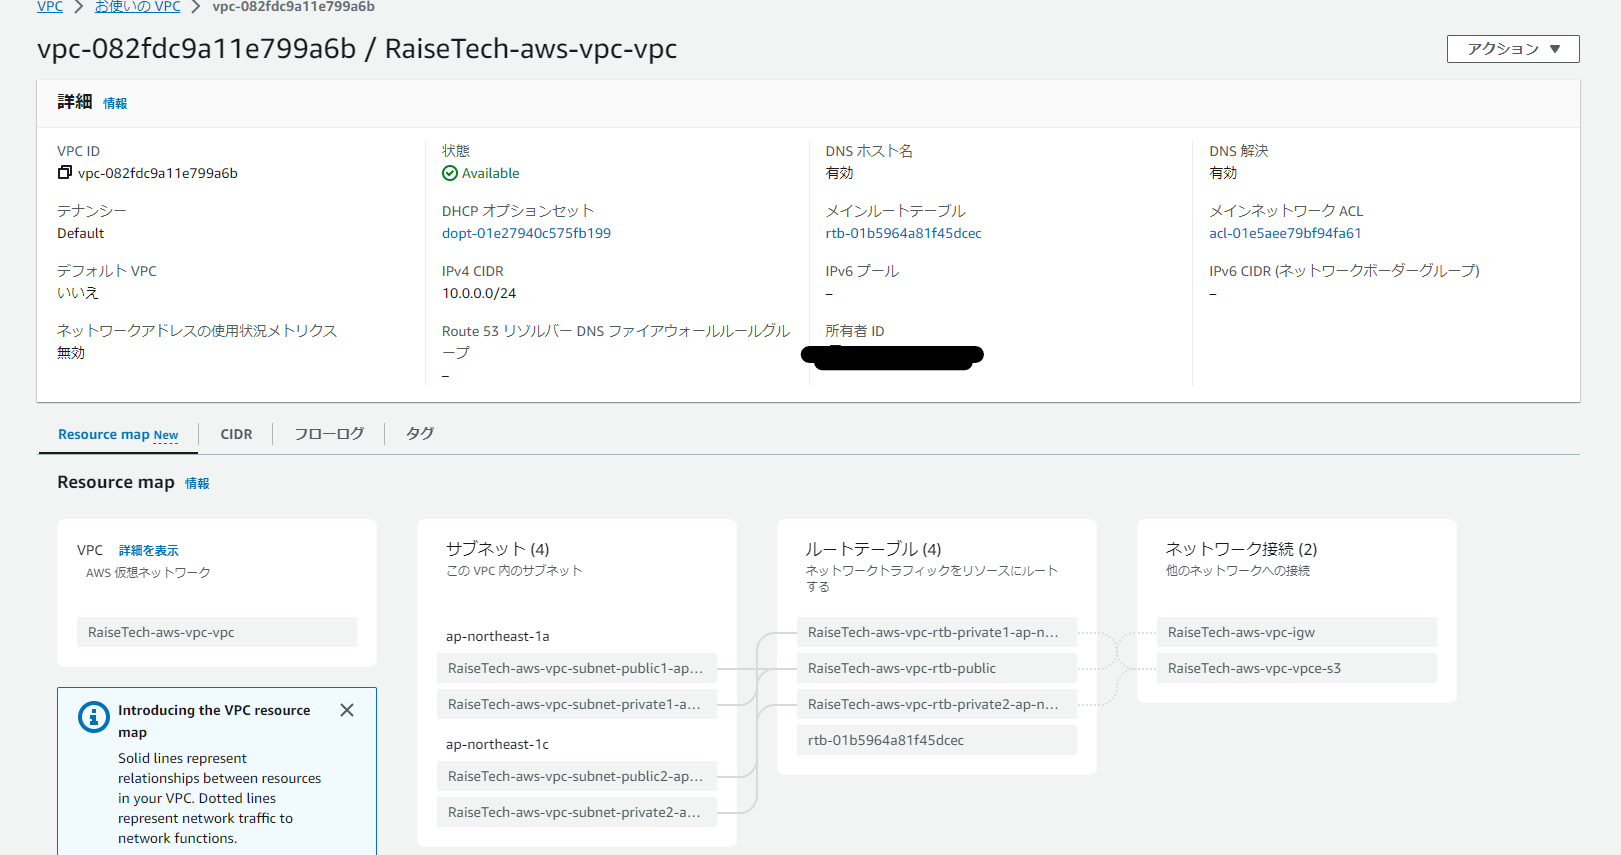 VPC > お使いの VPC > vpc-082fdc9a11e799a6b
vpc-082fdc9a11e799a6b / RaiseTech-aws-vpc-vpc
アクション ▼
詳細 情報
VPC ID
vpc-082fdc9a11e799a6b
状態
Available
DNS ホスト名
有効
DNS 解決
有効
テナンシー
Default
DHCP オプションセット
dopt-01e27940c575fb199
メインルートテーブル
rtb-01b5964a81f45dcec
メインネットワーク ACL
acl-01e5aee79bf94fa61
デフォルト VPC
いいえ
IPv4 CIDR
10.0.0.0/24
IPv6 プール
–
IPv6 CIDR (ネットワークボーダーグループ)
–
ネットワークアドレスの使用状況メトリクス
無効
Route 53 リゾルバー DNS ファイアウォールルールグル
ープ
–
所有者 ID
Resource map New
CIDR
フローログ
タグ
Resource map 情報
VPC 詳細を表示
AWS 仮想ネットワーク
RaiseTech-aws-vpc-vpc
サブネット (4)
この VPC 内のサブネット
ap-northeast-1a
RaiseTech-aws-vpc-subnet-public1-ap...
RaiseTech-aws-vpc-subnet-private1-a...
ap-northeast-1c
RaiseTech-aws-vpc-subnet-public2-ap...
RaiseTech-aws-vpc-subnet-private2-a...
ルートテーブル (4)
ネットワークトラフィックをリソースにルート
する
RaiseTech-aws-vpc-rtb-private1-ap-n...
RaiseTech-aws-vpc-rtb-public
RaiseTech-aws-vpc-rtb-private2-ap-n...
rtb-01b5964a81f45dcec
ネットワーク接続 (2)
他のネットワークへの接続
RaiseTech-aws-vpc-igw
RaiseTech-aws-vpc-vpce-s3
Introducing the VPC resource
map
Solid lines represent
relationships between resources
in your VPC. Dotted lines
represent network traffic to
network functions.